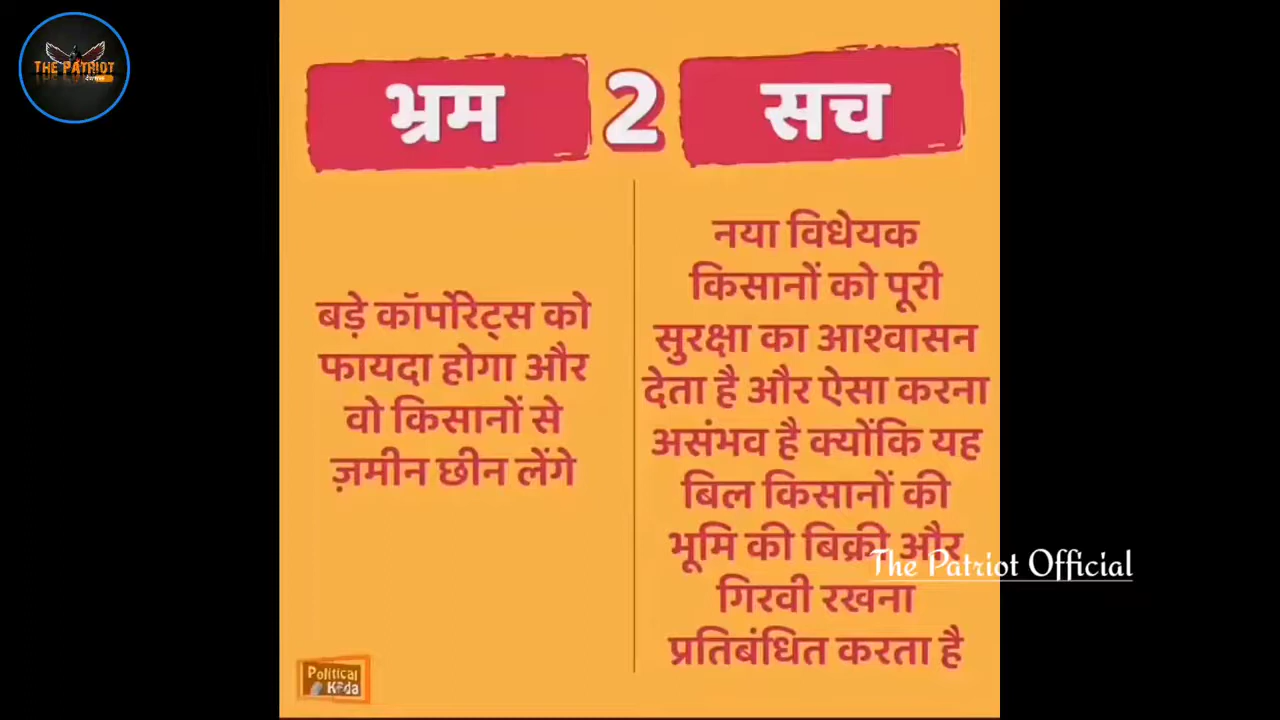 THE PATRIOT
भ्रम 2 सच
बड़े कॉर्पोरेट्स को
फायदा होगा और
वो किसानों से
ज़मीन छीन लेंगे
नया विधेयक
किसानों को पूरी
सुरक्षा का आश्वासन
देता है और ऐसा करना
असंभव है क्योंकि यह
बिल किसानों की
भूमि की बिक्री और
गिरवी रखना
प्रतिबंधित करता है
The Patriot Official
Political
Keeda